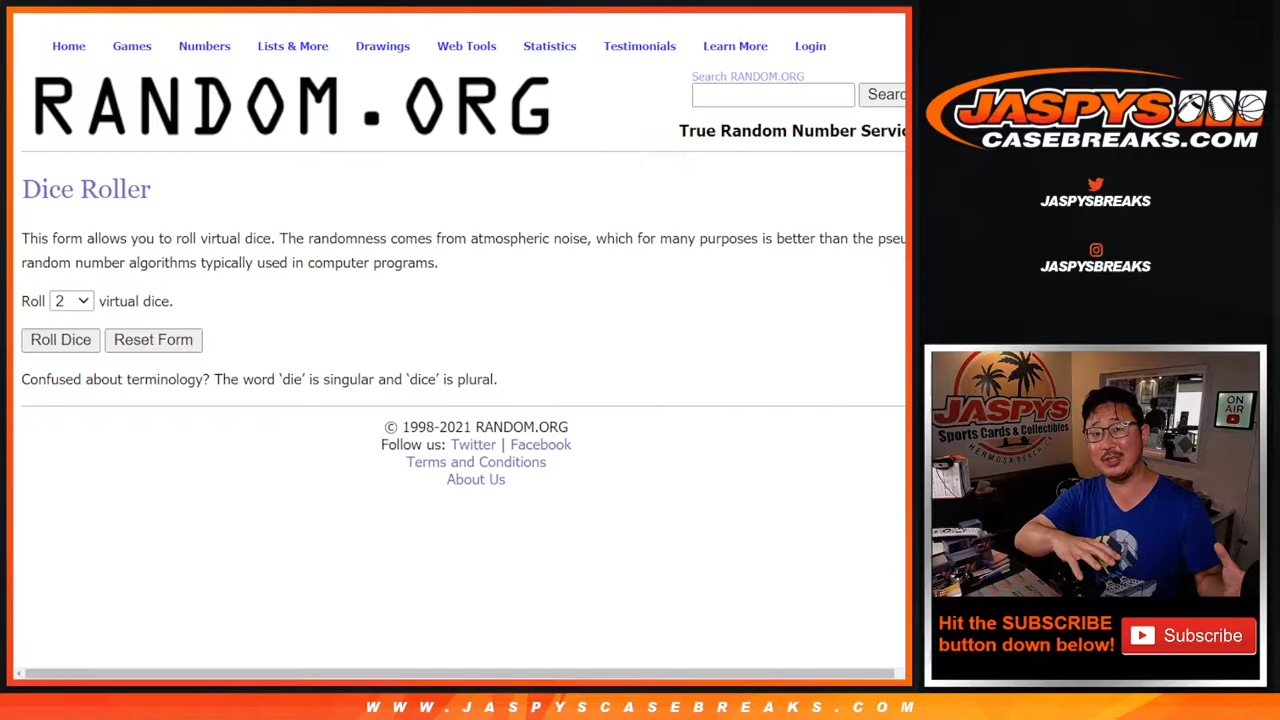 Home Games Numbers Lists & More Drawings Web Tools Statistics Testimonials Learn More Login
RANDOM.ORG
Search RANDOM.ORG
Searc
True Random Number Servic
Dice Roller
This form allows you to roll virtual dice. The randomness comes from atmospheric noise, which for many purposes is better than the pseu
random number algorithms typically used in computer programs.
Roll 2 virtual dice.
Roll Dice Reset Form
Confused about terminology? The word ‘die’ is singular and ‘dice’ is plural.
© 1998-2021 RANDOM.ORG
Follow us: Twitter | Facebook
Terms and Conditions
About Us
JASPYS
CASEBREAKS.COM
JASPYSBREAKS
JASPYSBREAKS
JASPYS
Sports Cards & Collectibles
HERMOSA BEACH, CA
ON
AIR
Hit the SUBSCRIBE
button down below!
Subscribe
WWW.JASPYSCASEBREAKS.COM